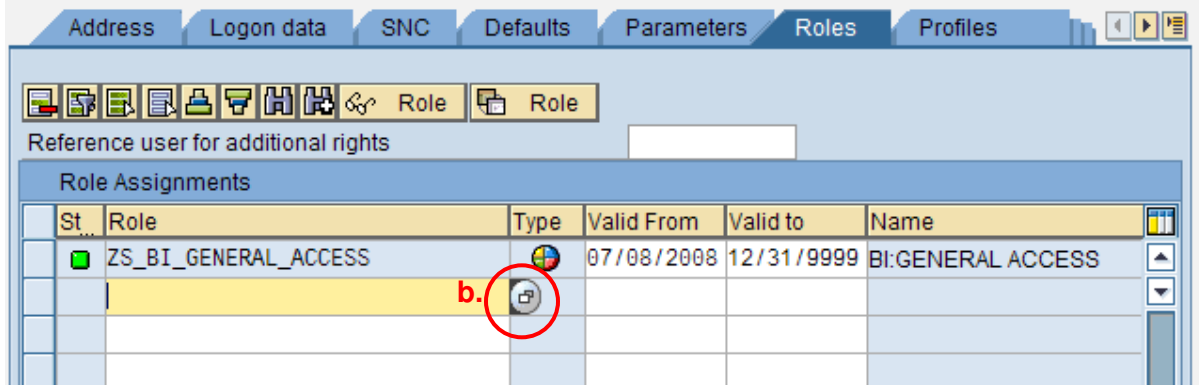 Address Logon data SNC Defaults Parameters Roles Profiles
Role Role
Reference user for additional rights
Role Assignments
St... Role Type Valid From Valid to Name
ZS_BI_GENERAL_ACCESS 07/08/2008 12/31/9999 BI:GENERAL ACCESS
b.